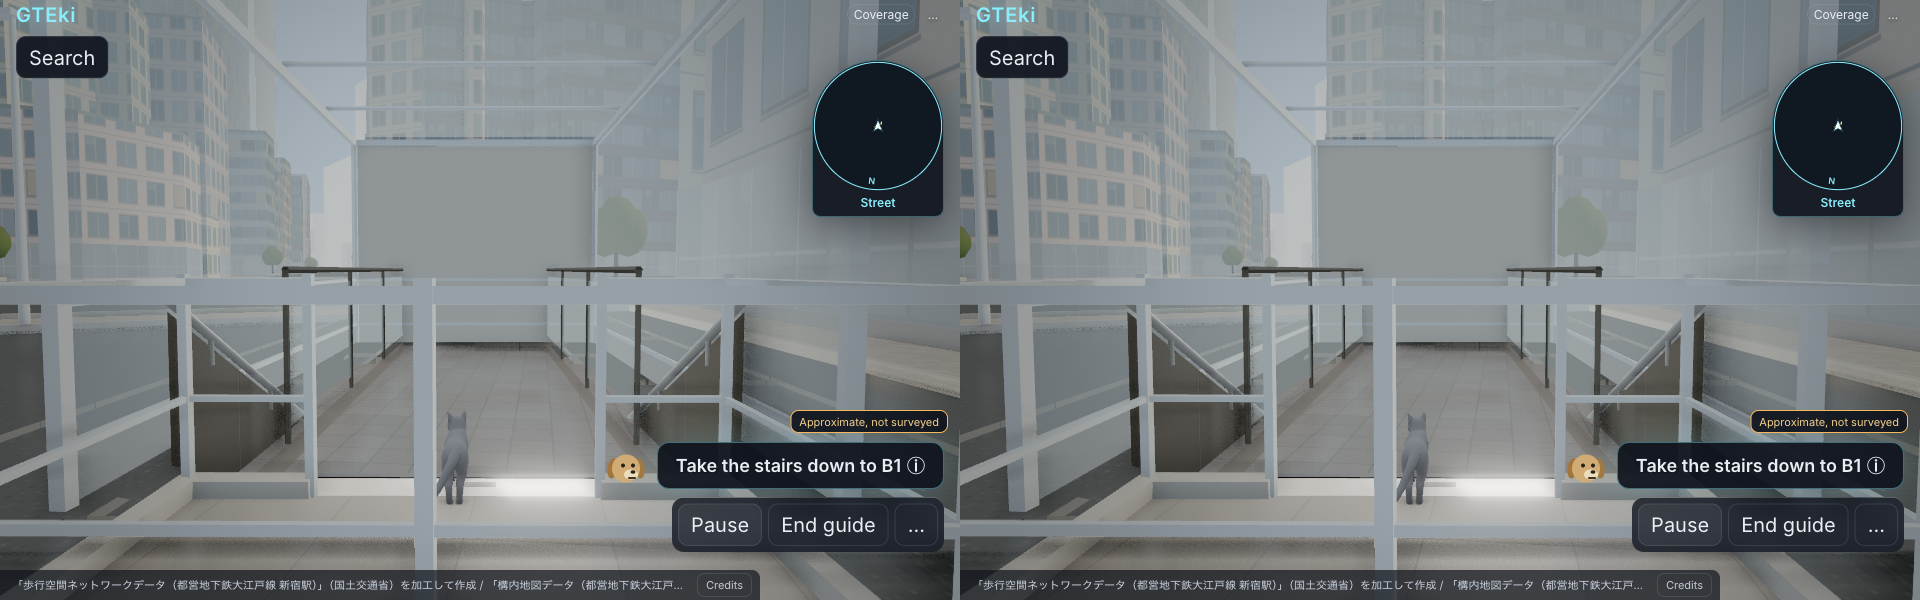 GTEki
Coverage
...
Search
N
Street
Approximate, not surveyed
Take the stairs down to B1 ⓘ
Pause
End guide
...
「歩行空間ネットワークデータ（都営地下鉄大江戸線 新宿駅）」（国土交通省）を加工して作成 / 「構内地図データ（都営地下鉄大江戸...
Credits
GTEki
Coverage
...
Search
N
Street
Approximate, not surveyed
Take the stairs down to B1 ⓘ
Pause
End guide
...
「歩行空間ネットワークデータ（都営地下鉄大江戸線 新宿駅）」（国土交通省）を加工して作成 / 「構内地図データ（都営地下鉄大江戸...
Credits